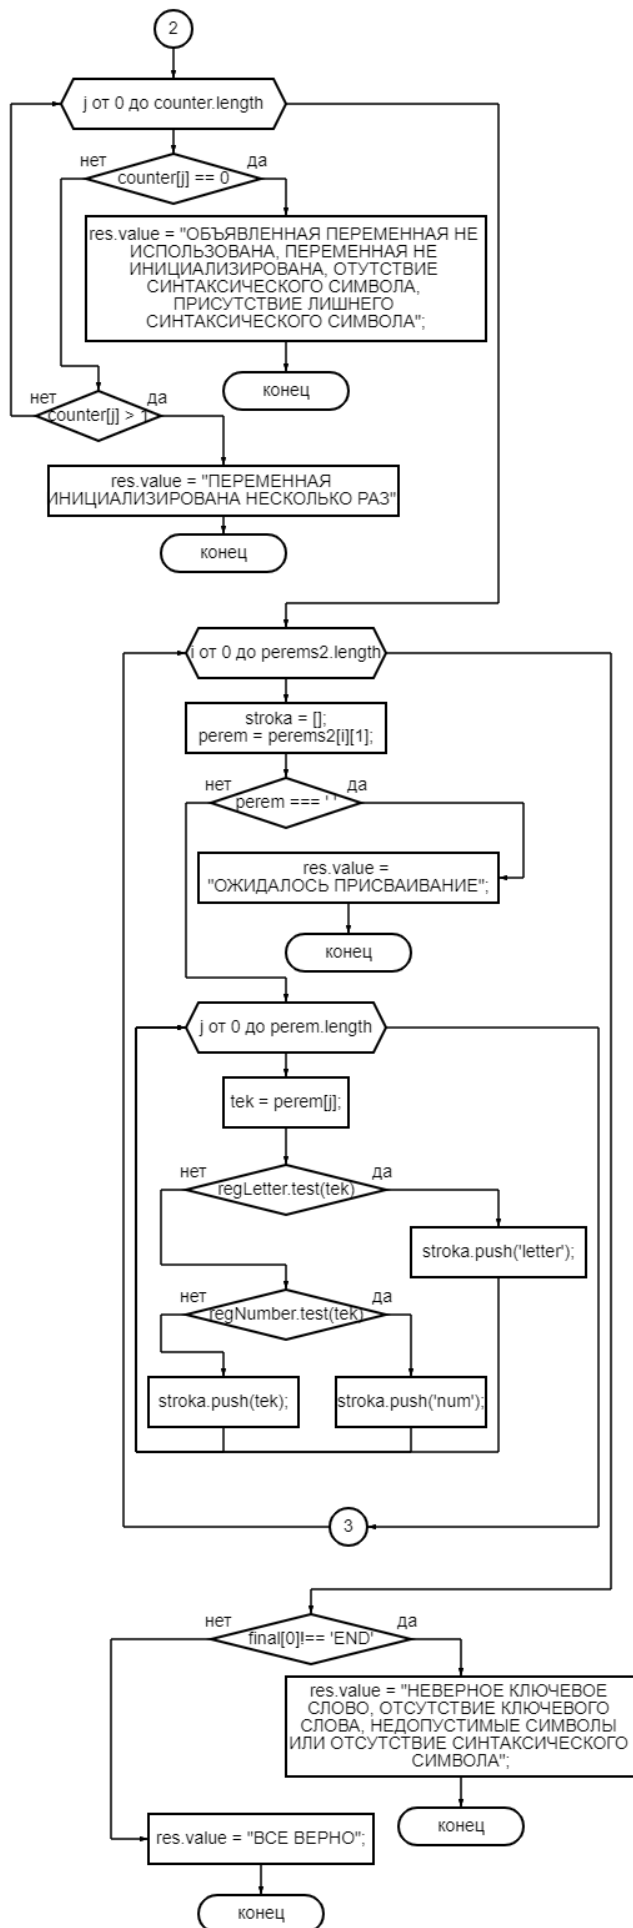 2
j от 0 до counter.length
нет
да
counter[j] == 0
res.value = "ОБЪЯВЛЕННАЯ ПЕРЕМЕННАЯ НЕ
ИСПОЛЬЗОВАНА, ПЕРЕМЕННАЯ НЕ
ИНИЦИАЛИЗИРОВАНА, ОТУТСТВИЕ
СИНТАКСИЧЕСКОГО СИМВОЛА,
ПРИСУТСТВИЕ ЛИШНЕГО
СИНТАКСИЧЕСКОГО СИМВОЛА";
конец
нет
да
counter[j] > 1
res.value = "ПЕРЕМЕННАЯ
ИНИЦИАЛИЗИРОВАНА НЕСКОЛЬКО РАЗ"
конец
i от 0 до perems2.length
stroka = [];
perem = perems2[i][1];
нет
да
perem === ' '
res.value =
"ОЖИДАЛОСЬ ПРИСВАИВАНИЕ";
конец
j от 0 до perem.length
tek = perem[j];
нет
да
regLetter.test(tek)
stroka.push('letter');
нет
да
regNumber.test(tek)
stroka.push(tek);
stroka.push('num');
3
нет
да
final[0]!== 'END'
res.value = "НЕВЕРНОЕ КЛЮЧЕВОЕ
СЛОВО, ОТСУТСТВИЕ КЛЮЧЕВОГО
СЛОВА, НЕДОПУСТИМЫЕ СИМВОЛЫ
ИЛИ ОТСУТСТВИЕ СИНТАКСИЧЕСКОГО
СИМВОЛА";
конец
res.value = "ВСЕ ВЕРНО";
конец